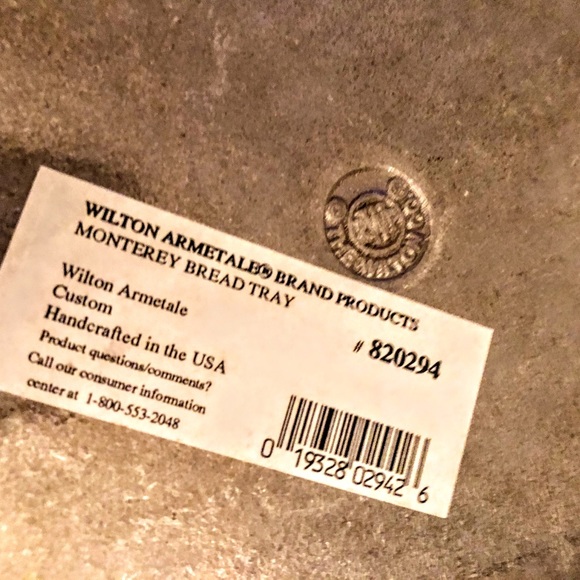 WILTON ARMETALE® BRAND PRODUCTS
MONTEREY BREAD TRAY
Wilton Armetale
Custom
Handcrafted in the USA
Product questions/comments?
Call our consumer information
center at 1-800-553-2048
# 820294
0 19328 02942 6